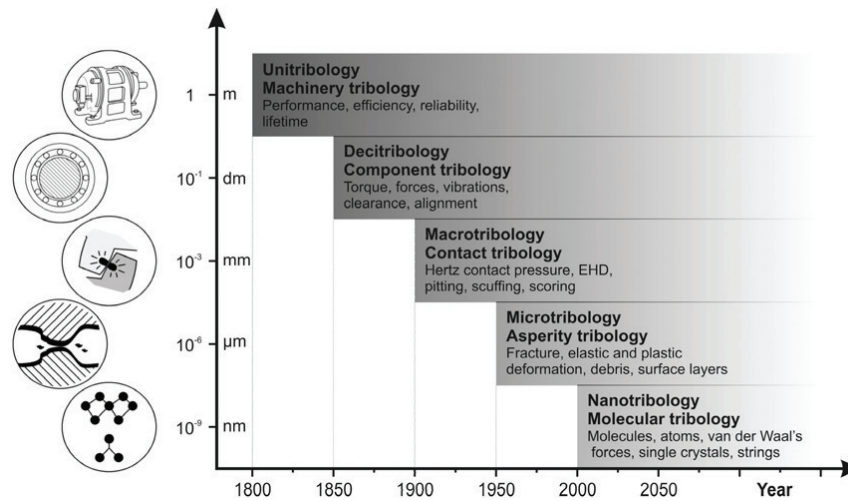 Unitribology
Machinery tribology
1 m
Performance, efficiency, reliability,
lifetime
Decitribology
Component tribology
10⁻¹ dm
Torque, forces, vibrations,
clearance, alignment
Macrotribology
Contact tribology
10⁻³ mm
Hertz contact pressure, EHD,
pitting, scuffing, scoring
Microtribology
Asperity tribology
10⁻⁶ µm
Fracture, elastic and plastic
deformation, debris, surface layers
Nanotribology
Molecular tribology
10⁻⁹ nm
Molecules, atoms, van der Waal's
forces, single crystals, strings
1800 1850 1900 1950 2000 2050 Year